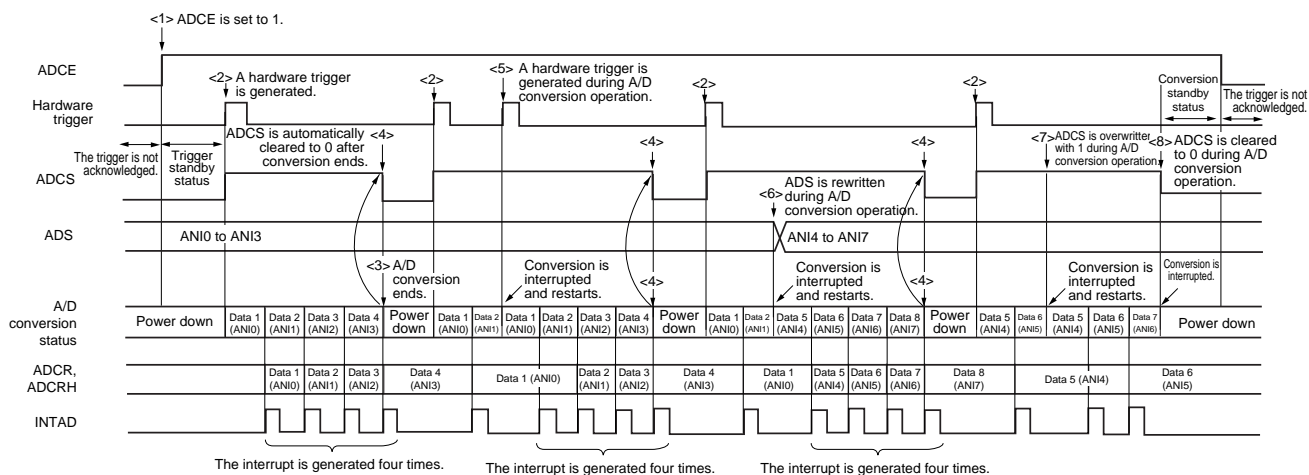 <1> ADCE is set to 1.
ADCE
<2> A hardware trigger
is generated.
<2>
<5> A hardware trigger is
generated during A/D
conversion operation.
<2>
<2>
Conversion
standby
status
The trigger is not
acknowledged.
Hardware
trigger
The trigger is not
acknowledged.
Trigger
standby
status
ADCS is automatically
cleared to 0 after
conversion ends.
<4>
<4>
<4>
<7> ADCS is overwritter
with 1 during A/D
conversion operation.
<8> ADCS is cleared
to 0 during A/D
conversion
operation.
ADCS
<6> ADS is rewritten
during A/D
conversion operation.
ADS
ANI0 to ANI3
ANI4 to ANI7
<3> A/D
conversion
ends.
Conversion is
interrupted
and restarts.
<4>
Conversion is
interrupted
and restarts.
<4>
Conversion is
interrupted
and restarts.
Conversion is
interrupted.
A/D
conversion
status
Power down
Data 1
(ANI0)
Data 2
(ANI1)
Data 3
(ANI2)
Data 4
(ANI3)
Power
down
Data 1
(ANI0)
Data 2
(ANI1)
Data 1
(ANI0)
Data 2
(ANI1)
Data 3
(ANI2)
Data 4
(ANI3)
Power
down
Data 1
(ANI0)
Data 2
(ANI1)
Data 5
(ANI4)
Data 6
(ANI5)
Data 7
(ANI6)
Data 8
(ANI7)
Power
down
Data 5
(ANI4)
Data 6
(ANI5)
Data 5
(ANI4)
Data 6
(ANI5)
Data 7
(ANI6)
Power down
ADCR,
ADCRH
Data 1
(ANI0)
Data 2
(ANI1)
Data 3
(ANI2)
Data 4
(ANI3)
Data 1 (ANI0)
Data 2
(ANI1)
Data 3
(ANI2)
Data 4
(ANI3)
Data 1
(ANI0)
Data 5
(ANI4)
Data 6
(ANI5)
Data 7
(ANI6)
Data 8
(ANI7)
Data 5 (ANI4)
Data 6
(ANI5)
INTAD
The interrupt is generated four times.
The interrupt is generated four times.
The interrupt is generated four times.